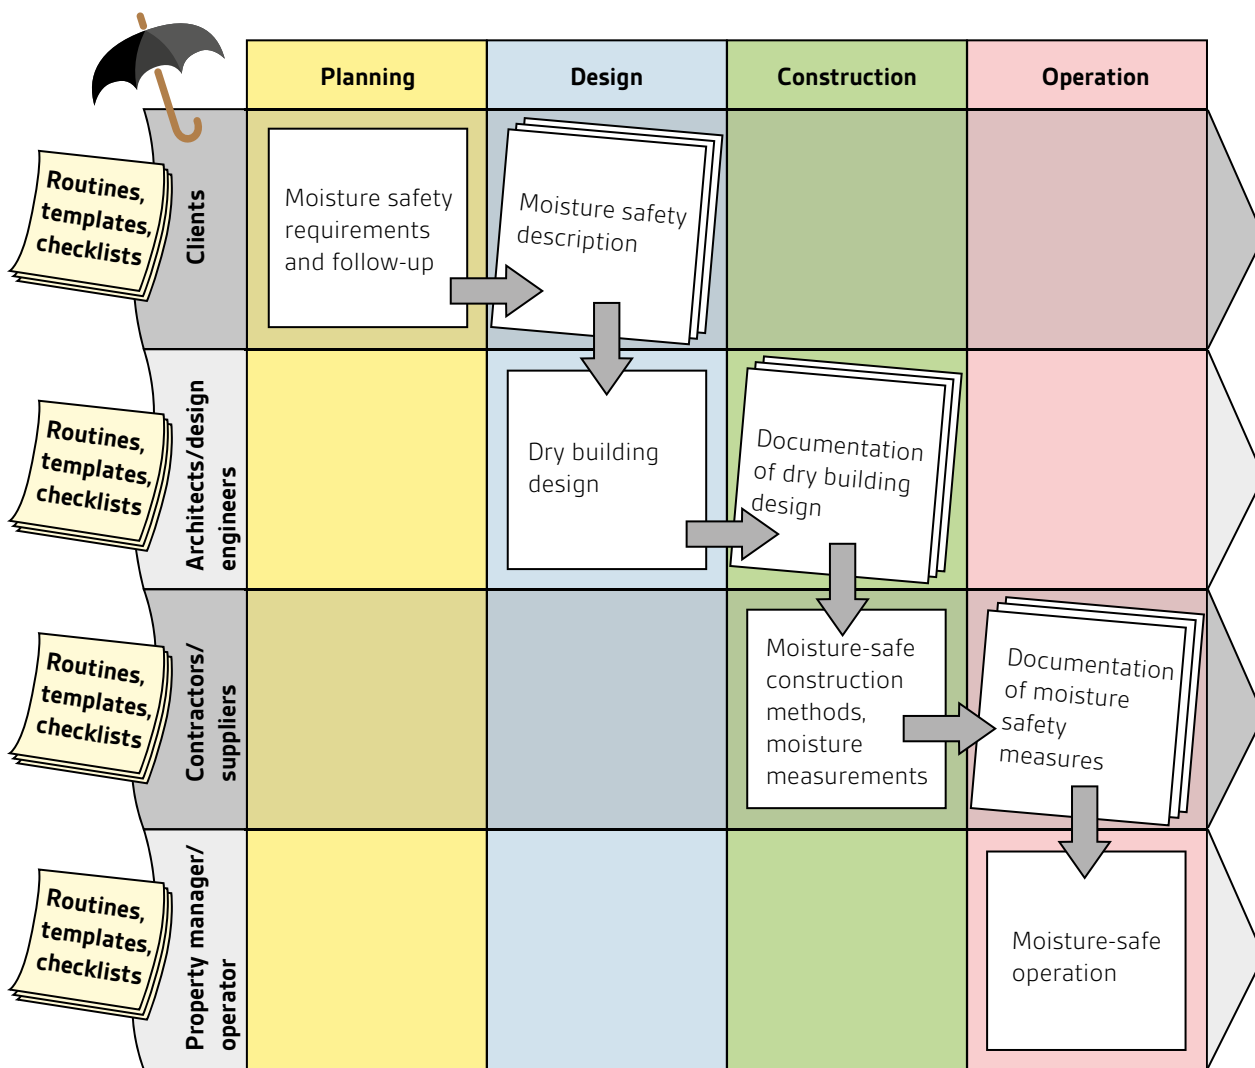 Planning
Design
Construction
Operation
Routines,
templates,
checklists
Clients
Moisture safety
requirements
and follow-up
Moisture safety
description
Routines,
templates,
checklists
Architects/design
engineers
Dry building
design
Documentation
of dry building
design
Routines,
templates,
checklists
Contractors/
suppliers
Moisture-safe
construction
methods,
moisture
measurements
Documentation
of moisture
safety
measures
Routines,
templates,
checklists
Property manager/
operator
Moisture-safe
operation